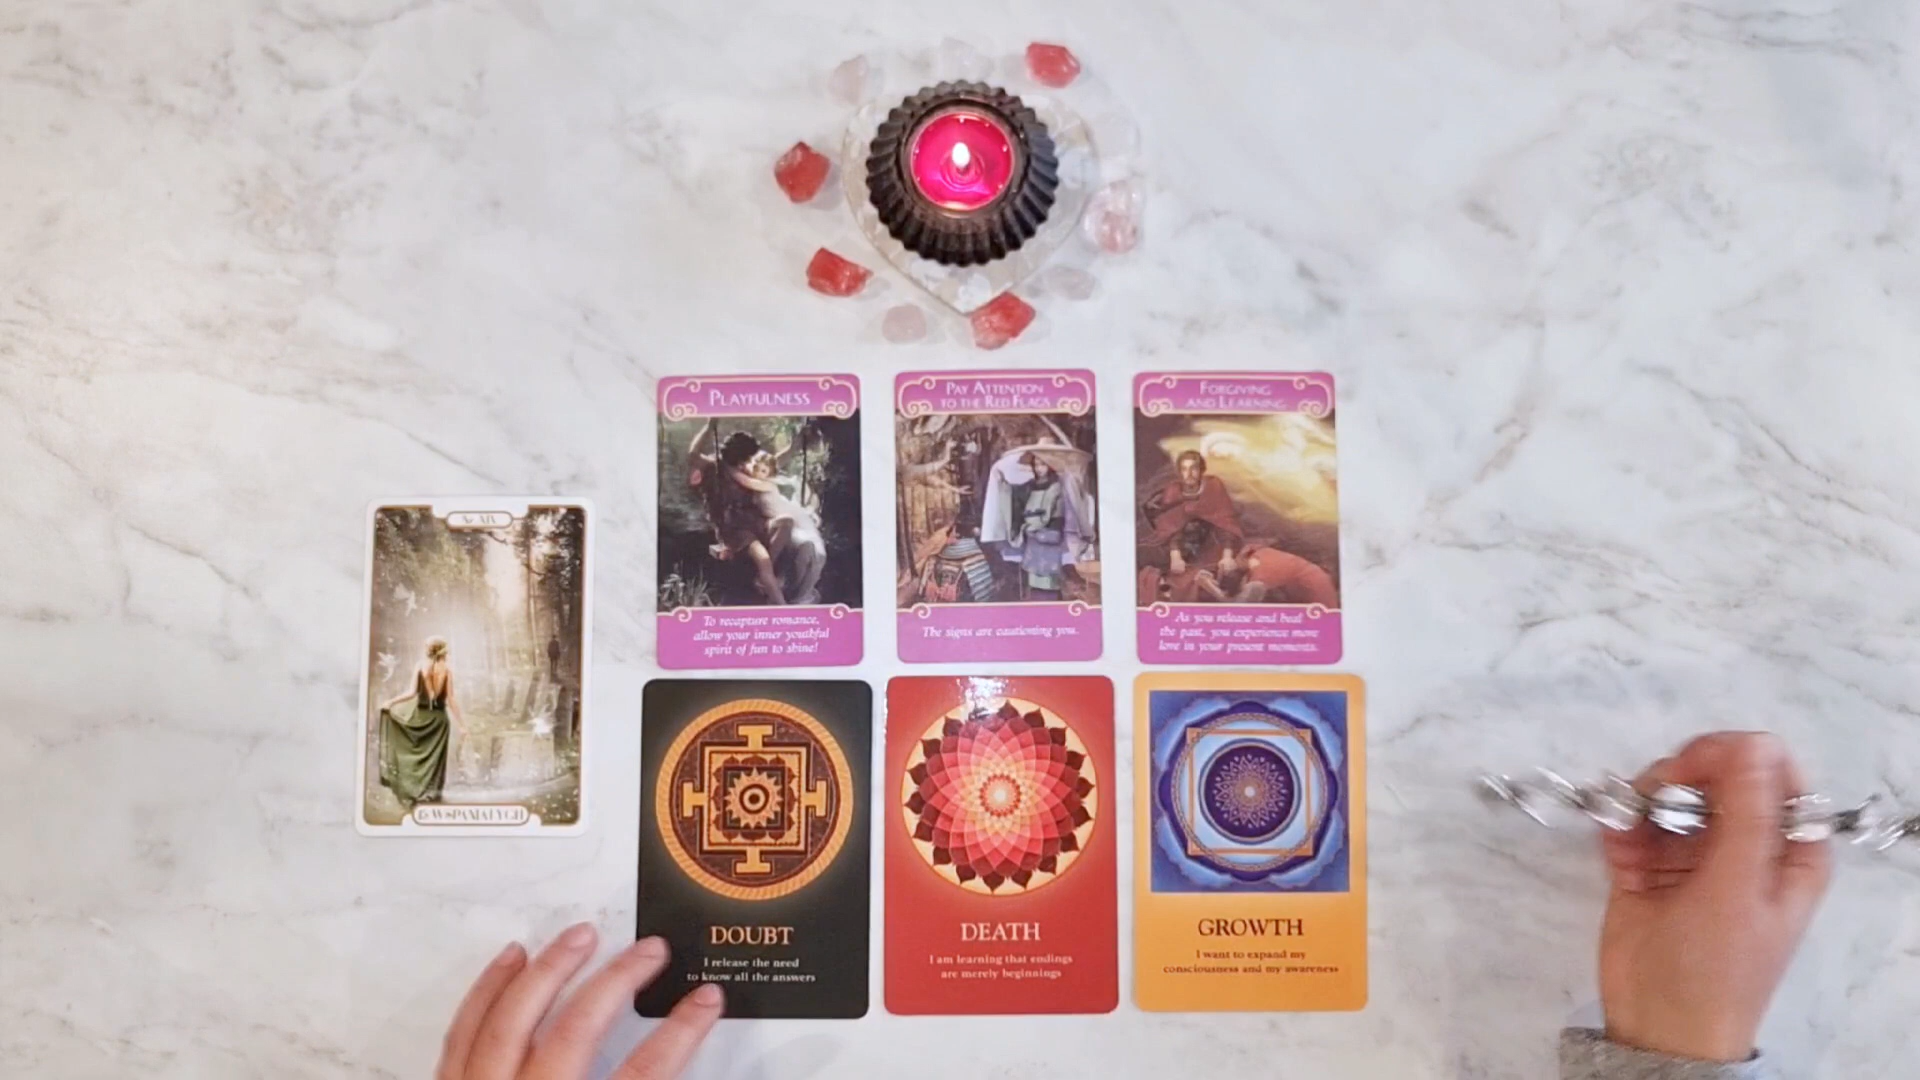 PLAYFULNESS
To recapture romance,
allow your inner youthful
spirit of fun to shine!
PAY ATTENTION
TO THE RED FLAGS
The signs are cautioning you.
FORGIVING
AND LEARNING
As you release and heal
the past, you experience more
love in your present moments.
DOUBT
I release the need
to know all the answers
DEATH
I am learning that endings
are merely beginnings
GROWTH
I want to expand my
consciousness and my awareness